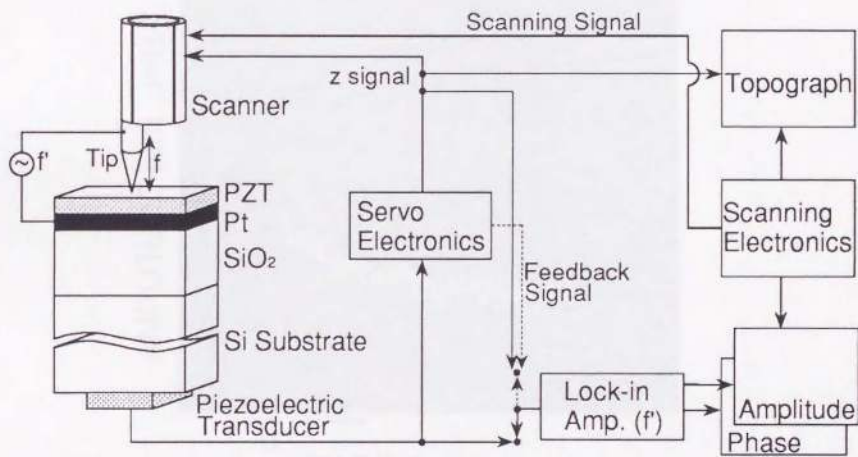 Scanning Signal
z signal
Topograph
Scanner
f'
Tip
f
PZT
Pt
Servo
Electronics
Scanning
Electronics
SiO₂
Feedback
Signal
Si Substrate
Lock-in
Amp. (f')
Amplitude
Phase
Piezoelectric
Transducer